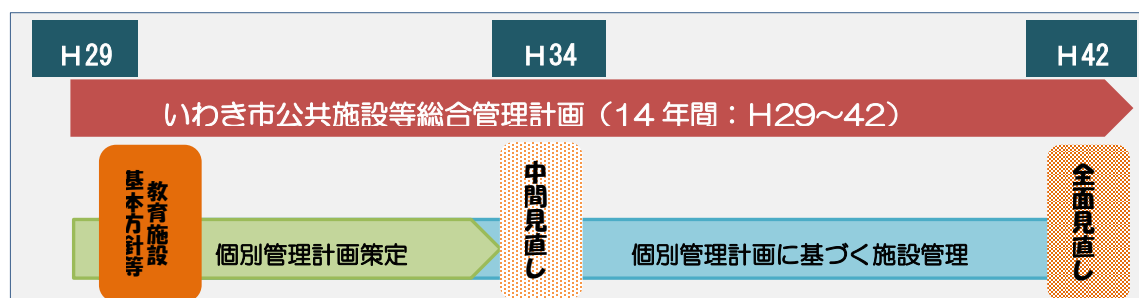 H29
H34
H42
いわき市公共施設等総合管理計画（14年間：H29～42）
教育施設
基本方針等
中間見直し
全面見直し
個別管理計画策定
個別管理計画に基づく施設管理